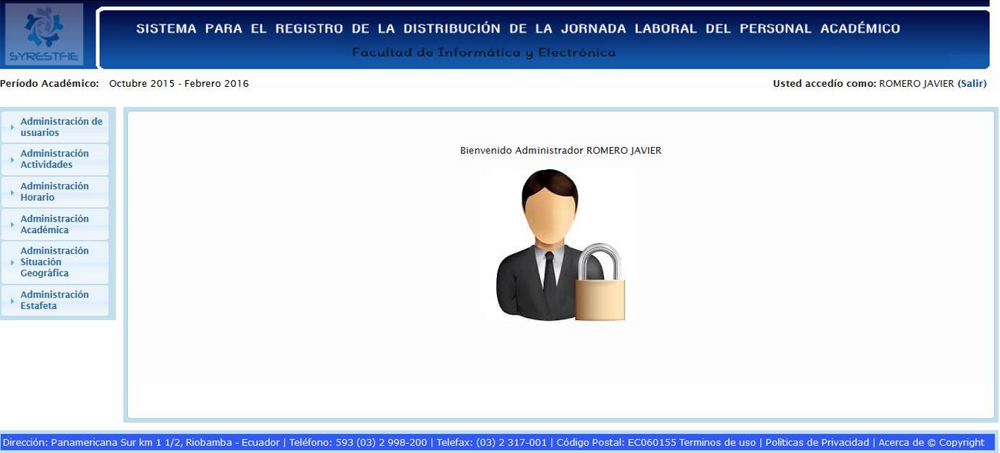 SYRESTFIE
SISTEMA PARA EL REGISTRO DE LA DISTRIBUCIÓN DE LA JORNADA LABORAL DEL PERSONAL ACADÉMICO
Facultad de Informática y Electrónica
Período Académico: Octubre 2015 - Febrero 2016
Usted accedío como: ROMERO JAVIER (Salir)
Administración de
usuarios
Administración
Actividades
Administración
Horario
Administración
Académica
Administración
Situación
Geográfica
Administración
Estafeta
Bienvenido Administrador ROMERO JAVIER
Dirección: Panamericana Sur km 1 1/2, Riobamba - Ecuador | Teléfono: 593 (03) 2 998-200 | Telefax: (03) 2 317-001 | Código Postal: EC060155 Terminos de uso | Politicas de Privacidad | Acerca de © Copyright